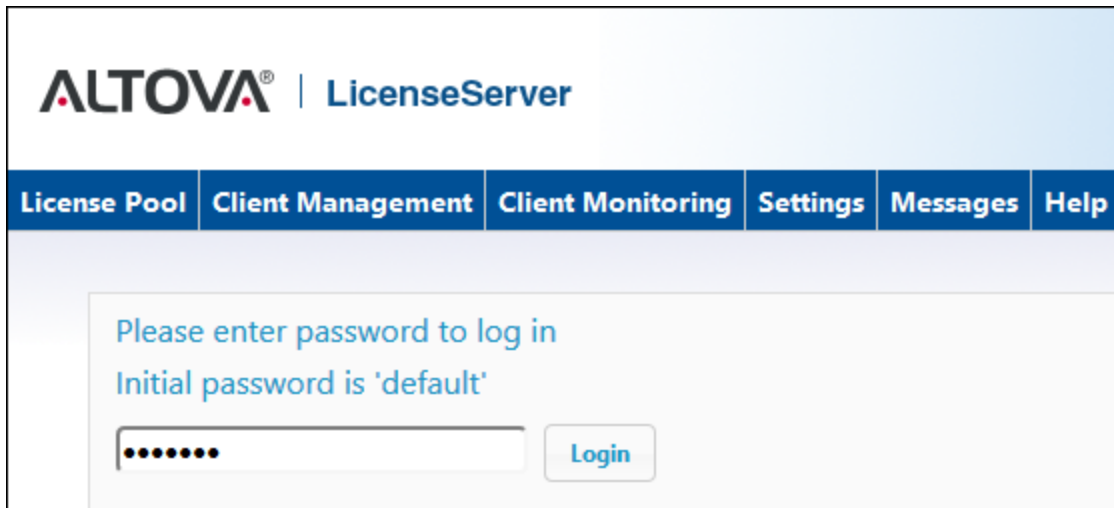 ALTOVA® | LicenseServer
License Pool | Client Management | Client Monitoring | Settings | Messages | Help
Please enter password to log in
Initial password is 'default'
••••••• Login